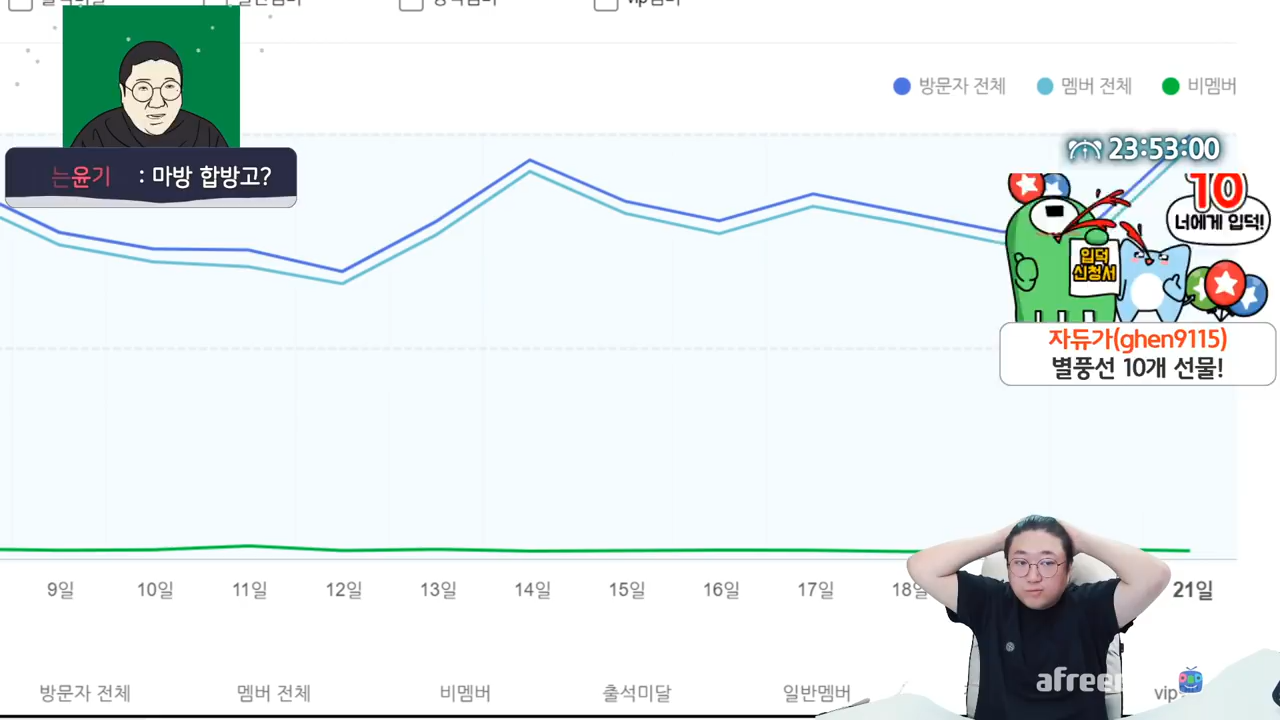 방문자 전체
멤버 전체
비멤버
23:53:00
는윤기 : 마방 합방고?
10
너에게 입덕!
입덕
신청서
자듀가(ghen9115)
별풍선 10개 선물!
9일
10일
11일
12일
13일
14일
15일
16일
17일
18일
21일
방문자 전체
멤버 전체
비멤버
출석미달
일반멤버
vip